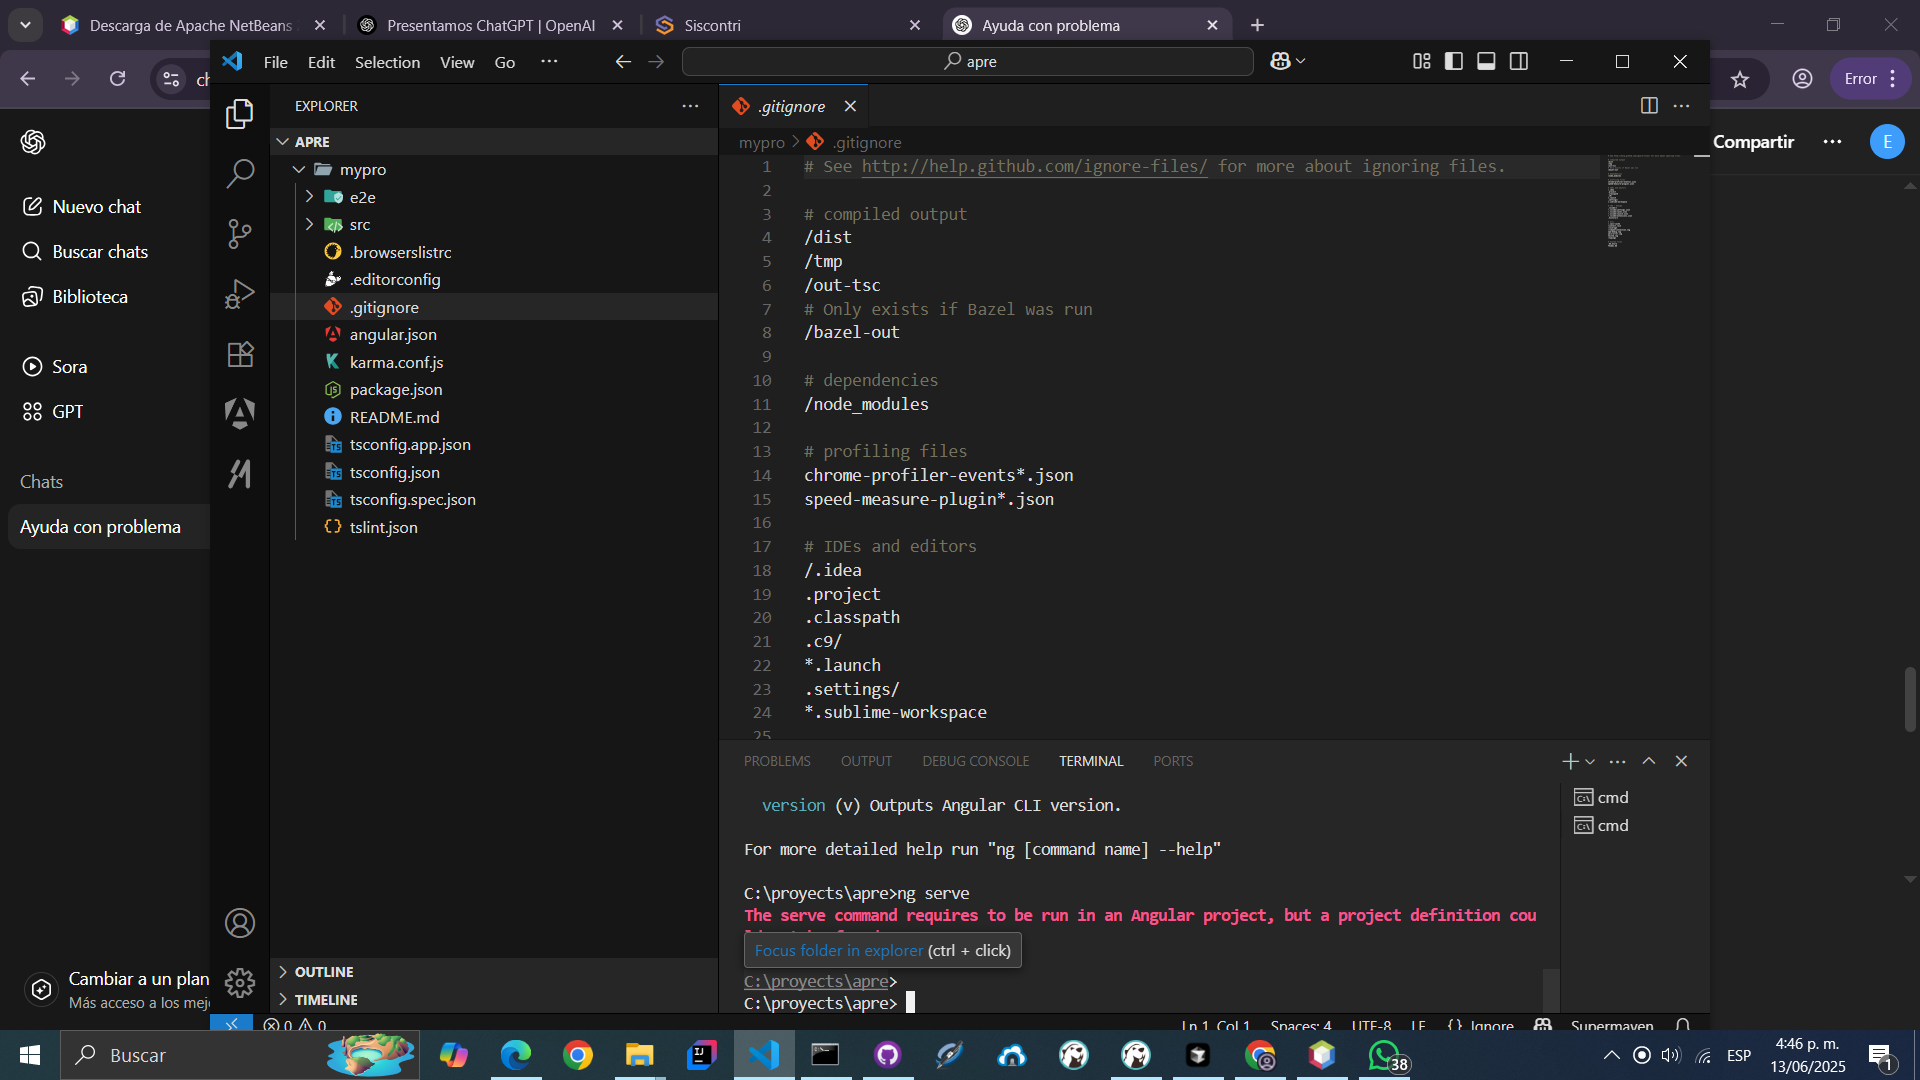 Descarga de Apache NetBeans
Presentamos ChatGPT | OpenAI
Siscontri
Ayuda con problema
File Edit Selection View Go
apre
ch
Error
EXPLORER
.gitignore
APRE
mypro > .gitignore
mypro
e2e
src
.browserslistrc
.editorconfig
.gitignore
angular.json
karma.conf.js
package.json
README.md
tsconfig.app.json
tsconfig.json
tsconfig.spec.json
tslint.json
OUTLINE
TIMELINE
1 # See http://help.github.com/ignore-files/ for more about ignoring files.
2
3 # compiled output
4 /dist
5 /tmp
6 /out-tsc
7 # Only exists if Bazel was run
8 /bazel-out
9
10 # dependencies
11 /node_modules
12
13 # profiling files
14 chrome-profiler-events*.json
15 speed-measure-plugin*.json
16
17 # IDEs and editors
18 /.idea
19 .project
20 .classpath
21 .c9/
22 *.launch
23 .settings/
24 *.sublime-workspace
25
PROBLEMS OUTPUT DEBUG CONSOLE TERMINAL PORTS
version (v) Outputs Angular CLI version.
For more detailed help run "ng [command name] --help"
C:\proyects\apre>ng serve
The serve command requires to be run in an Angular project, but a project definition cou
Focus folder in explorer (ctrl + click)
C:\proyects\apre>
C:\proyects\apre>
cmd
cmd
0 0
Ln 1, Col 1 Spaces: 4 UTF-8 LF {} Ignore Supermaven
Nuevo chat
Buscar chats
Biblioteca
Sora
GPT
Chats
Ayuda con problema
Cambiar a un plan
Más acceso a los mej
Compartir
E
Buscar
38
ESP
4:46 p. m.
13/06/2025
1